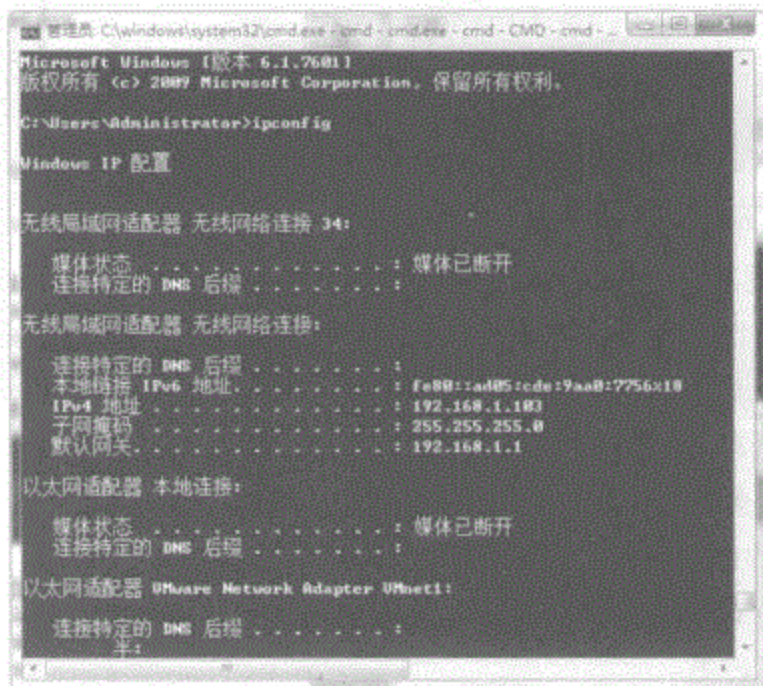 管理员: C:\windows\system32\cmd.exe - cmd - cmd.exe - cmd - CMD - cmd - ...
Microsoft Windows [版本 6.1.7601]
版权所有 (c) 2009 Microsoft Corporation。保留所有权利。
C:\Users\Administrator>ipconfig
Windows IP 配置
无线局域网适配器 无线网络连接 34:
媒体状态 . . . . . . . . . . . . : 媒体已断开
连接特定的 DNS 后缀 . . . . . . . :
无线局域网适配器 无线网络连接:
连接特定的 DNS 后缀 . . . . . . . :
本地链接 IPv6 地址. . . . . . . . : fe80::ad05:cde:9aa0:7756%18
IPv4 地址 . . . . . . . . . . . . : 192.168.1.103
子网掩码 . . . . . . . . . . . . : 255.255.255.0
默认网关. . . . . . . . . . . . . : 192.168.1.1
以太网适配器 本地连接:
媒体状态 . . . . . . . . . . . . : 媒体已断开
连接特定的 DNS 后缀 . . . . . . . :
以太网适配器 VMware Network Adapter VMnet1:
连接特定的 DNS 后缀 . . . . . . . :
半: